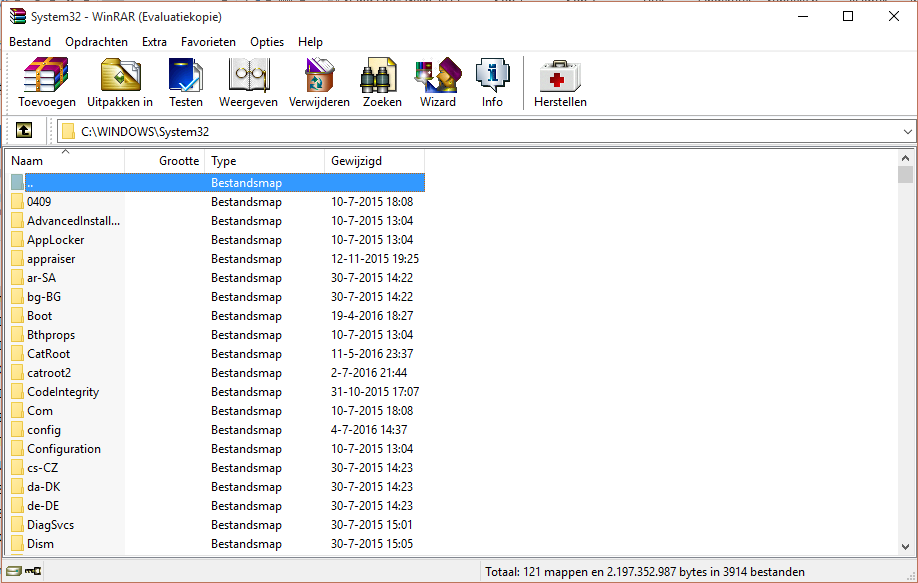 System32 - WinRAR (Evaluatiekopie)
Bestand Opdrachten Extra Favorieten Opties Help
Toevoegen Uitpakken in Testen Weergeven Verwijderen Zoeken Wizard Info Herstellen
C:\WINDOWS\System32
Naam Grootte Type Gewijzigd
.. Bestandsmap
0409 Bestandsmap 10-7-2015 18:08
AdvancedInstall... Bestandsmap 10-7-2015 13:04
AppLocker Bestandsmap 10-7-2015 13:04
appraiser Bestandsmap 12-11-2015 19:25
ar-SA Bestandsmap 30-7-2015 14:22
bg-BG Bestandsmap 30-7-2015 14:22
Boot Bestandsmap 19-4-2016 18:27
Bthprops Bestandsmap 10-7-2015 13:04
CatRoot Bestandsmap 11-5-2016 23:37
catroot2 Bestandsmap 2-7-2016 21:44
CodeIntegrity Bestandsmap 31-10-2015 17:07
Com Bestandsmap 10-7-2015 18:08
config Bestandsmap 4-7-2016 14:37
Configuration Bestandsmap 10-7-2015 13:04
cs-CZ Bestandsmap 30-7-2015 14:23
da-DK Bestandsmap 30-7-2015 14:23
de-DE Bestandsmap 30-7-2015 14:23
DiagSvcs Bestandsmap 30-7-2015 15:01
Dism Bestandsmap 30-7-2015 15:05
Totaal: 121 mappen en 2.197.352.987 bytes in 3914 bestanden